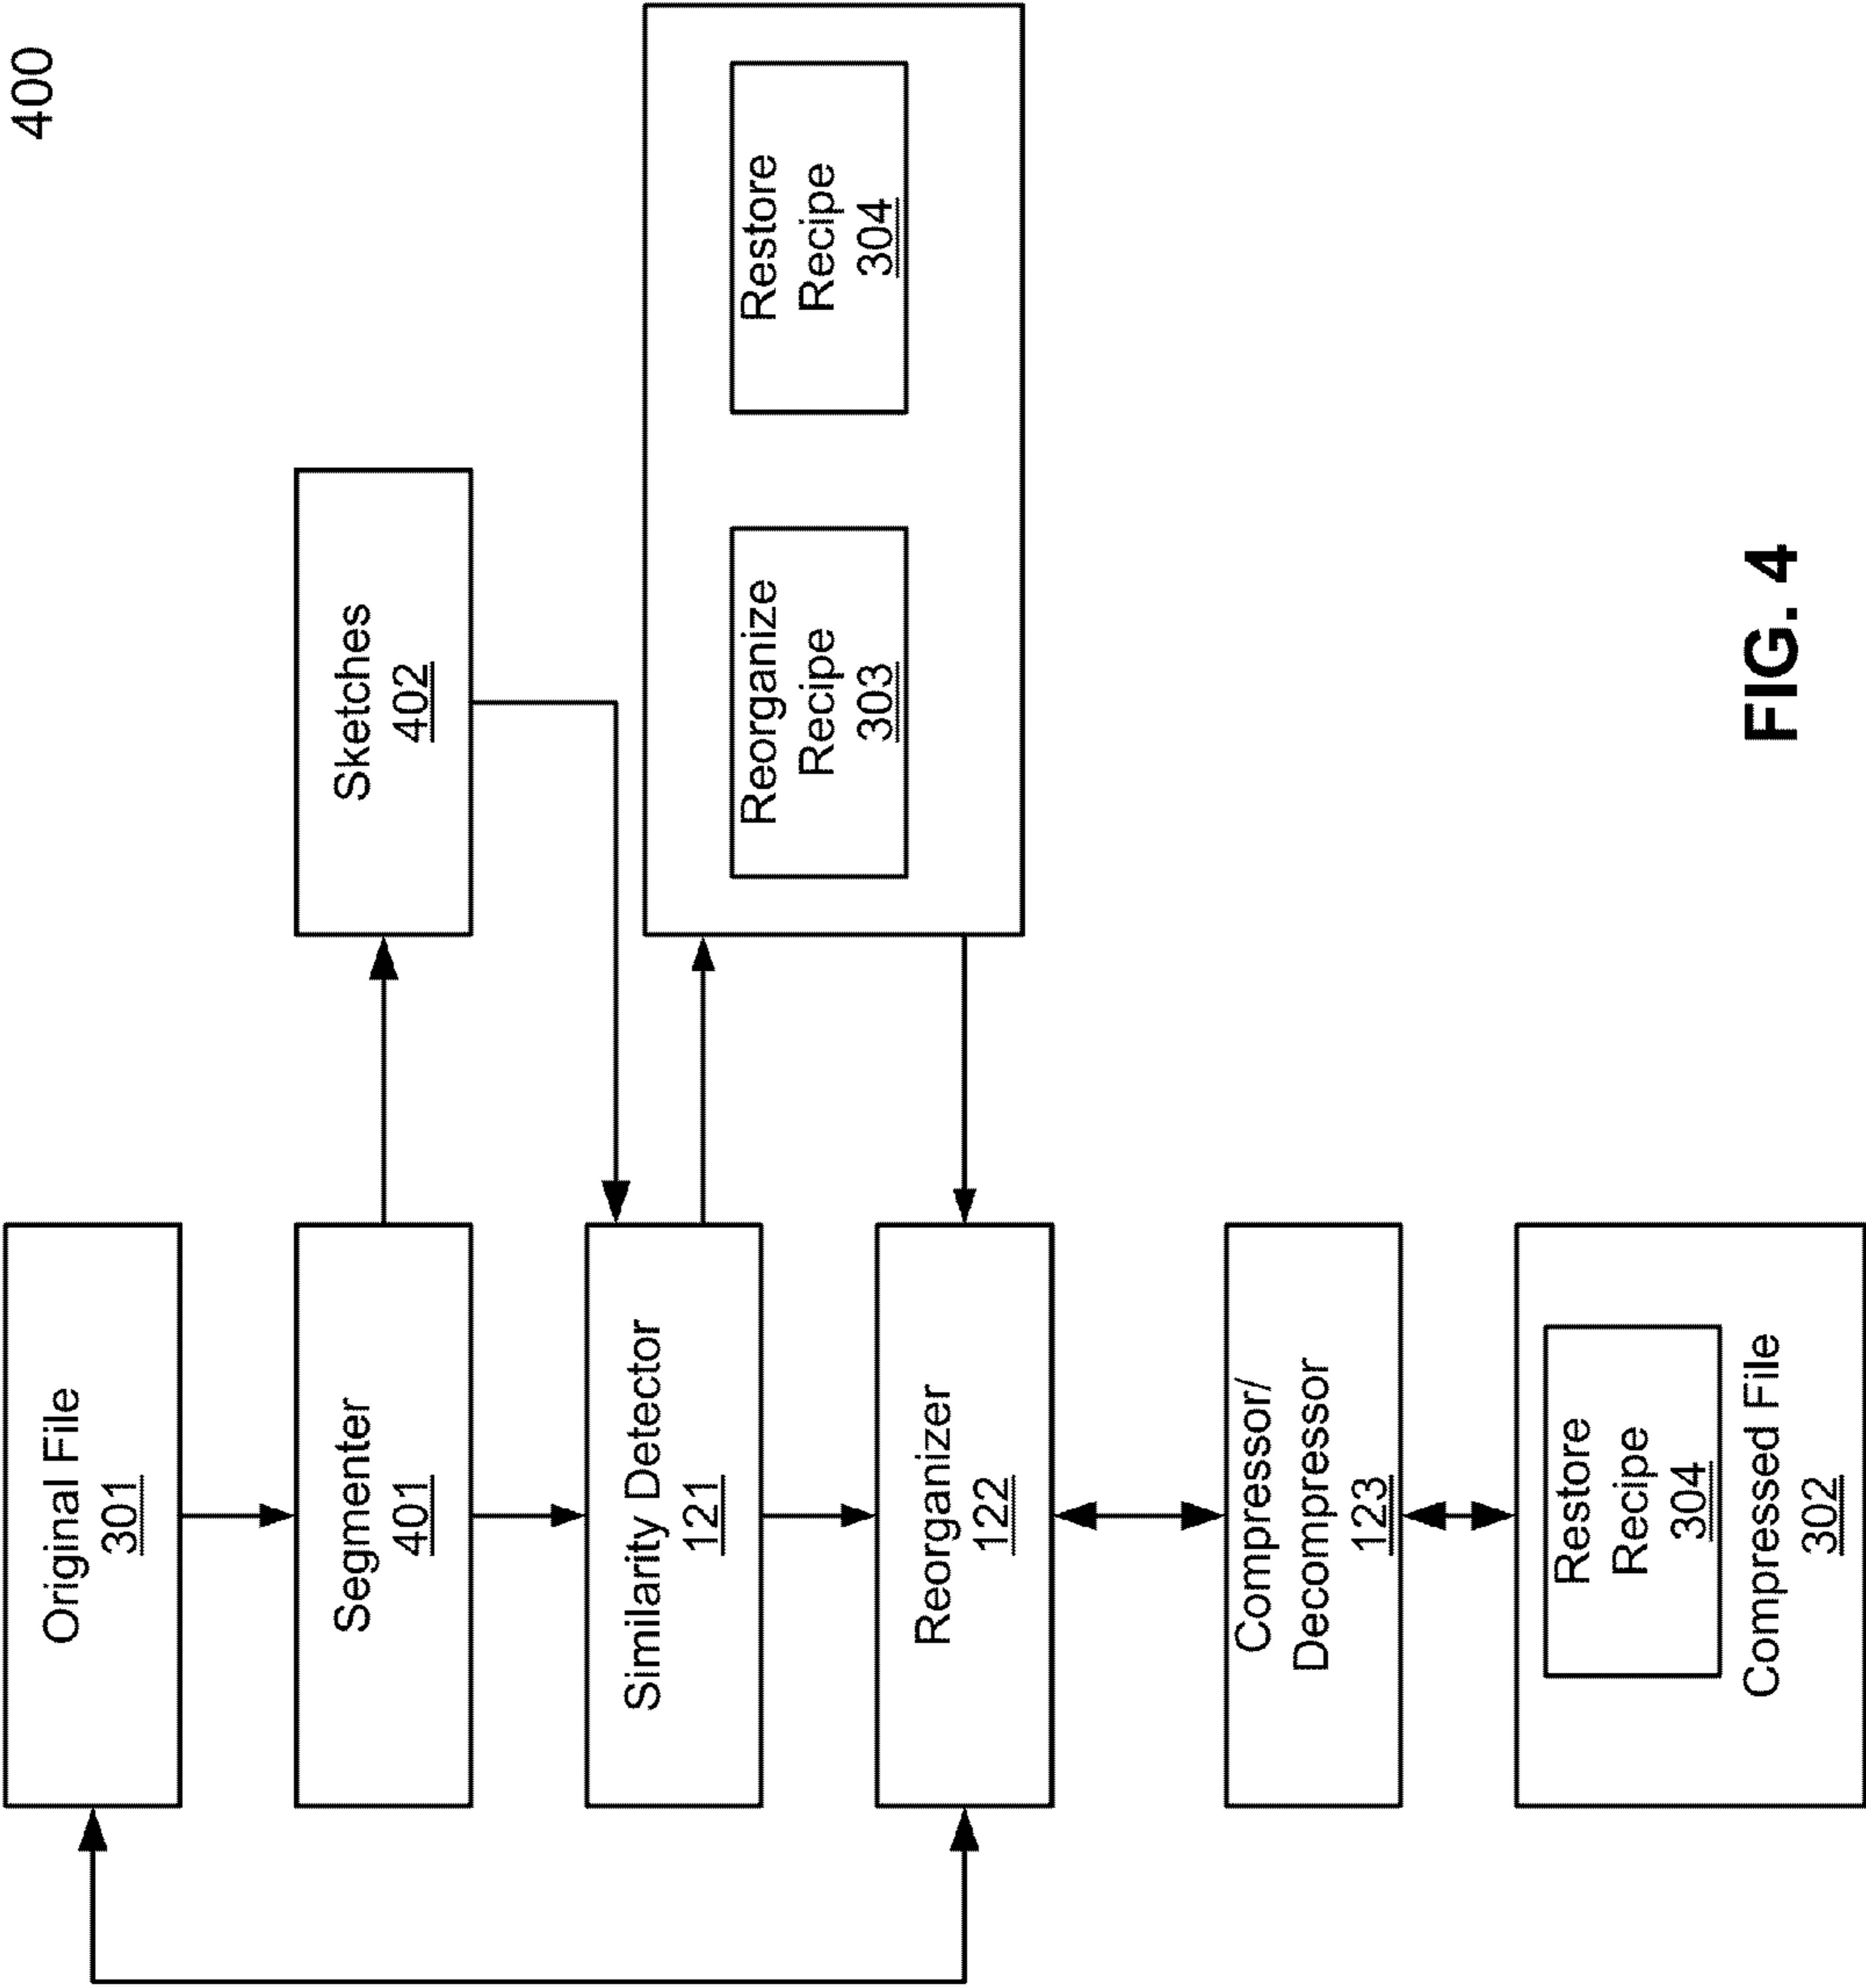 400
Original File
301
Segmenter
401
Sketches
402
Similarity Detector
121
Reorganize
Recipe
303
Restore
Recipe
304
Reorganizer
122
Compressor/
Decompressor
123
Restore
Recipe
304
Compressed File
302
FIG. 4